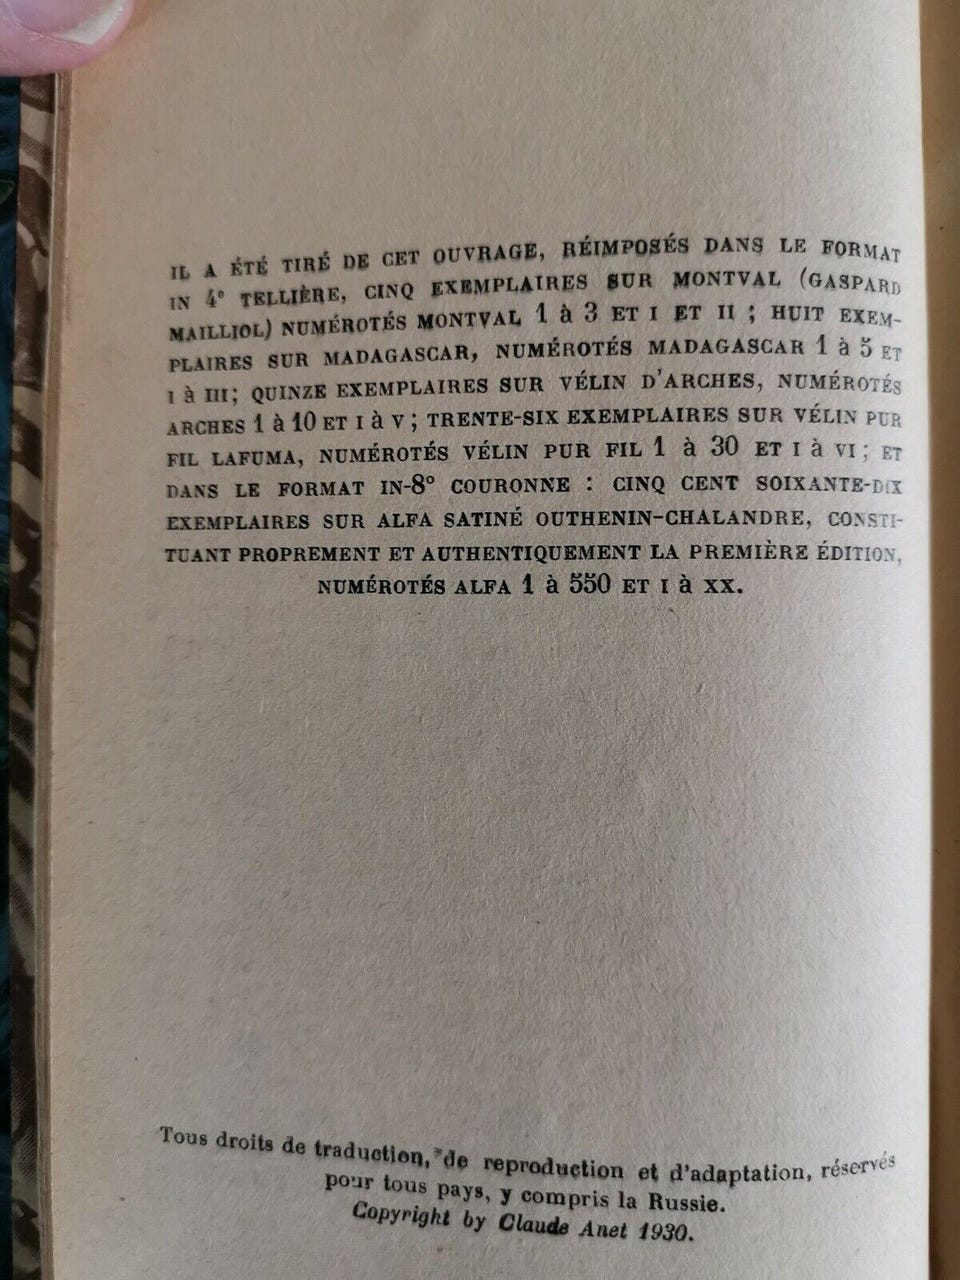 IL A ÉTÉ TIRÉ DE CET OUVRAGE, RÉIMPOSÉS DANS LE FORMAT
IN 4e TELLIÈRE, CINQ EXEMPLAIRES SUR MONTVAL (GASPARD
MAILLIOL) NUMÉROTÉS MONTVAL 1 à 3 ET I ET II ; HUIT EXEM-
PLAIRES SUR MADAGASCAR, NUMÉROTÉS MADAGASCAR 1 à 5 ET
I à III; QUINZE EXEMPLAIRES SUR VÉLIN D'ARCHES, NUMÉROTÉS
ARCHES 1 à 10 ET I à V ; TRENTE-SIX EXEMPLAIRES SUR VÉLIN PUR
FIL LAFUMA, NUMÉROTÉS VÉLIN PUR FIL 1 à 30 ET I à VI ; ET
DANS LE FORMAT IN-8° COURONNE : CINQ CENT SOIXANTE-DIX
EXEMPLAIRES SUR ALFA SATINÉ OUTHENIN-CHALANDRE, CONSTI-
TUANT PROPREMENT ET AUTHENTIQUEMENT LA PREMIÈRE ÉDITION,
NUMÉROTÉS ALFA 1 à 550 ET I à XX.
Tous droits de traduction, de reproduction et d'adaptation, réservés
pour tous pays, y compris la Russie.
Copyright by Claude Anet 1930.